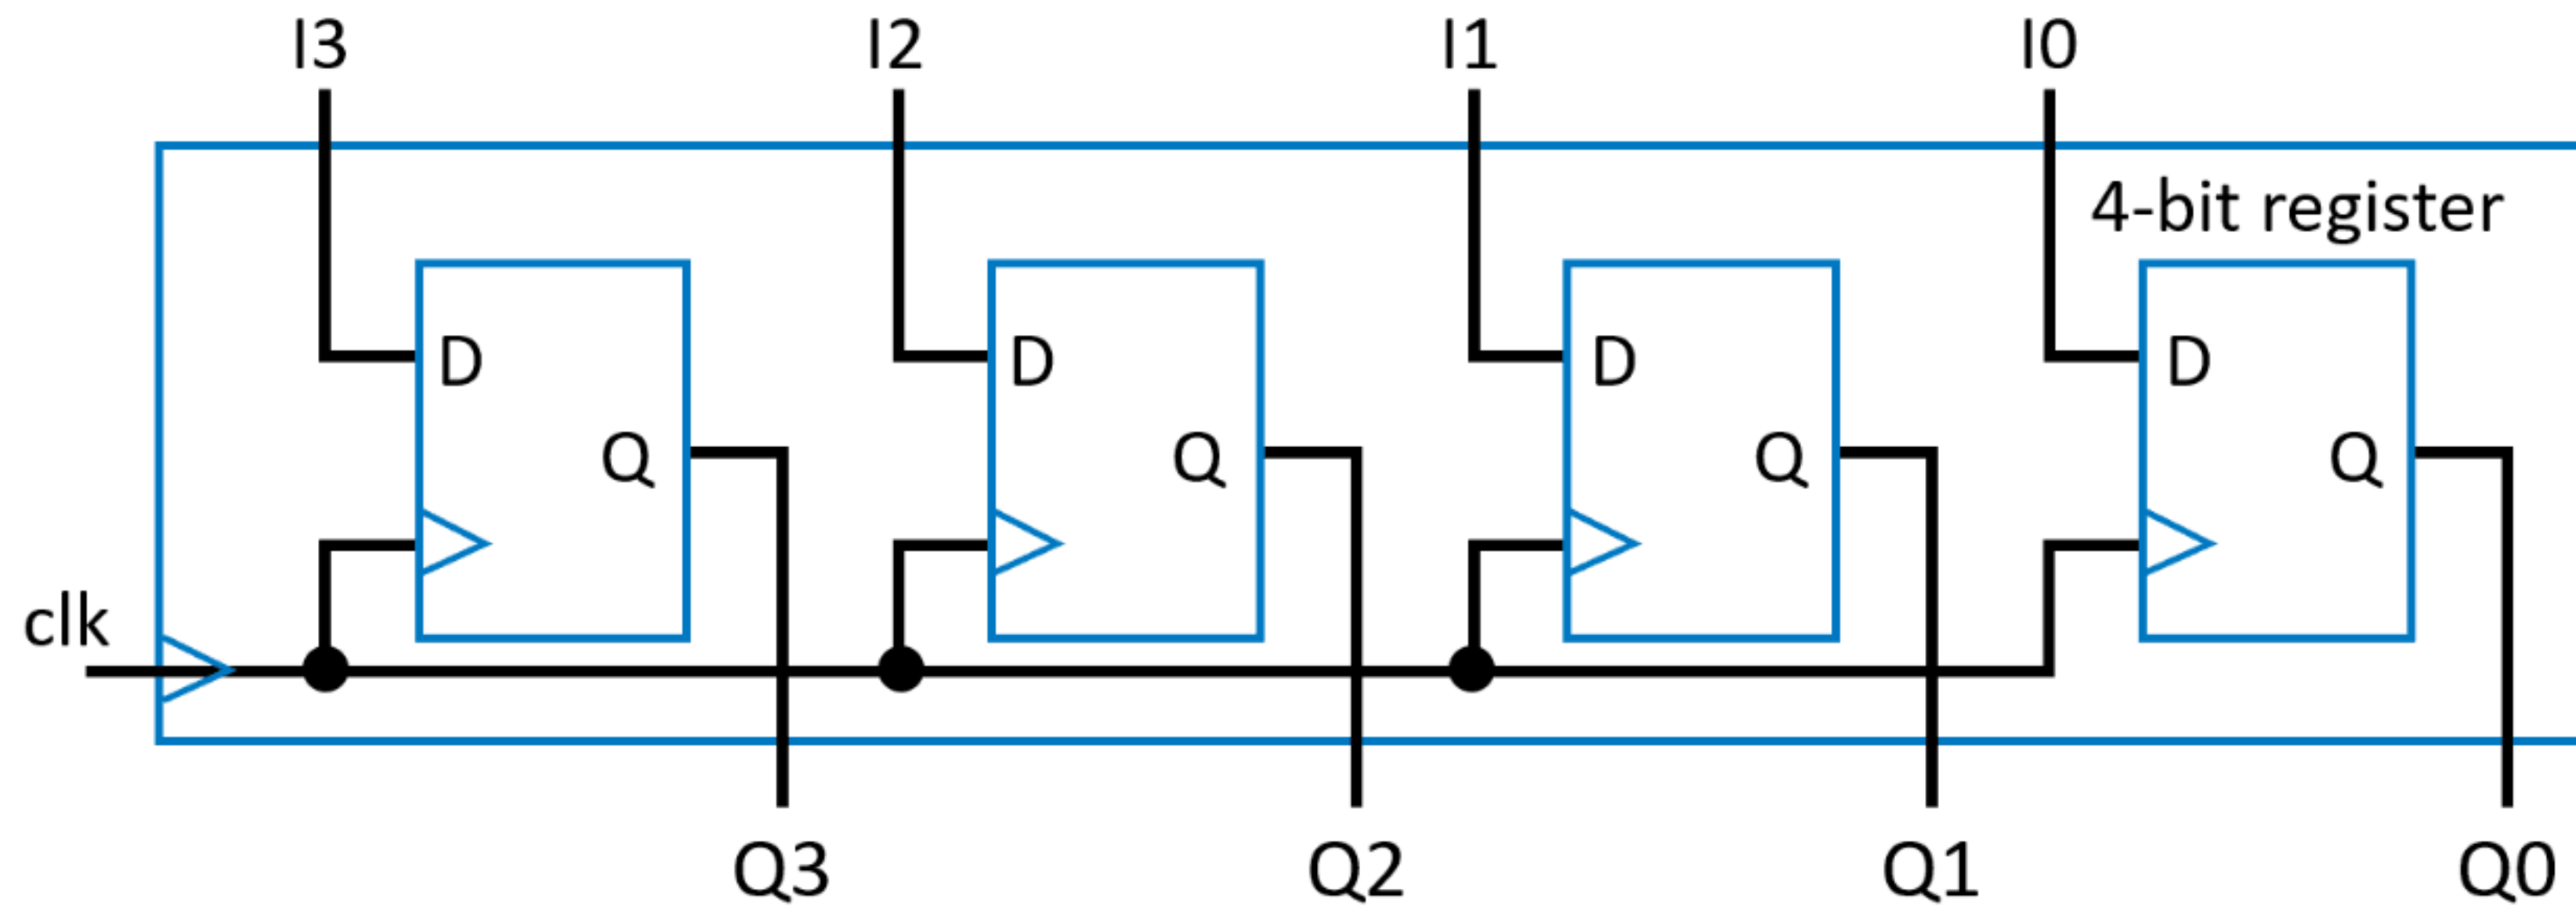 I3 I2 I1 I0
4-bit register
D D D D
Q Q Q Q
clk
Q3 Q2 Q1 Q0